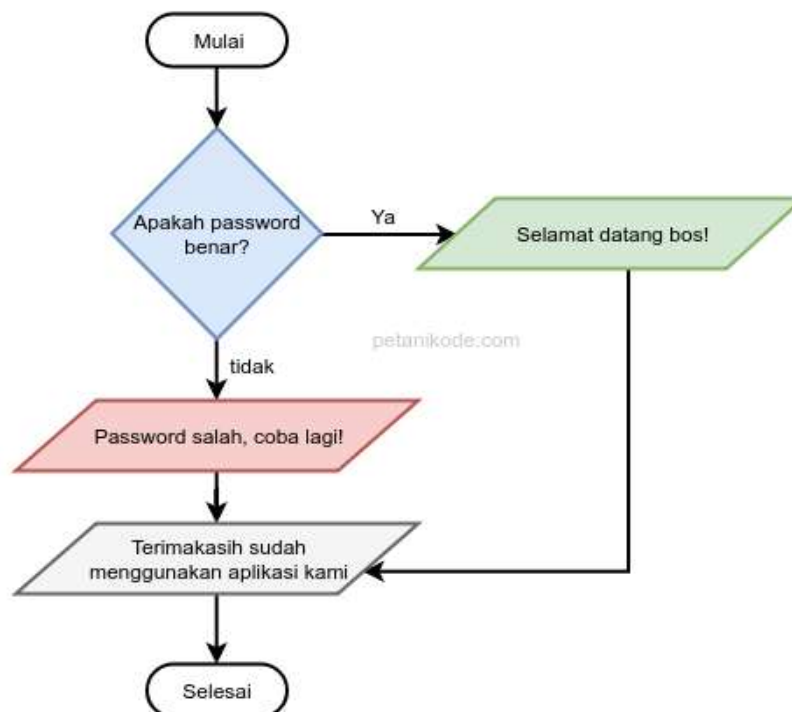 Mulai
Apakah password
benar?
Ya
Selamat datang bos!
petanikode.com
tidak
Password salah, coba lagi!
Terimakasih sudah
menggunakan aplikasi kami
Selesai